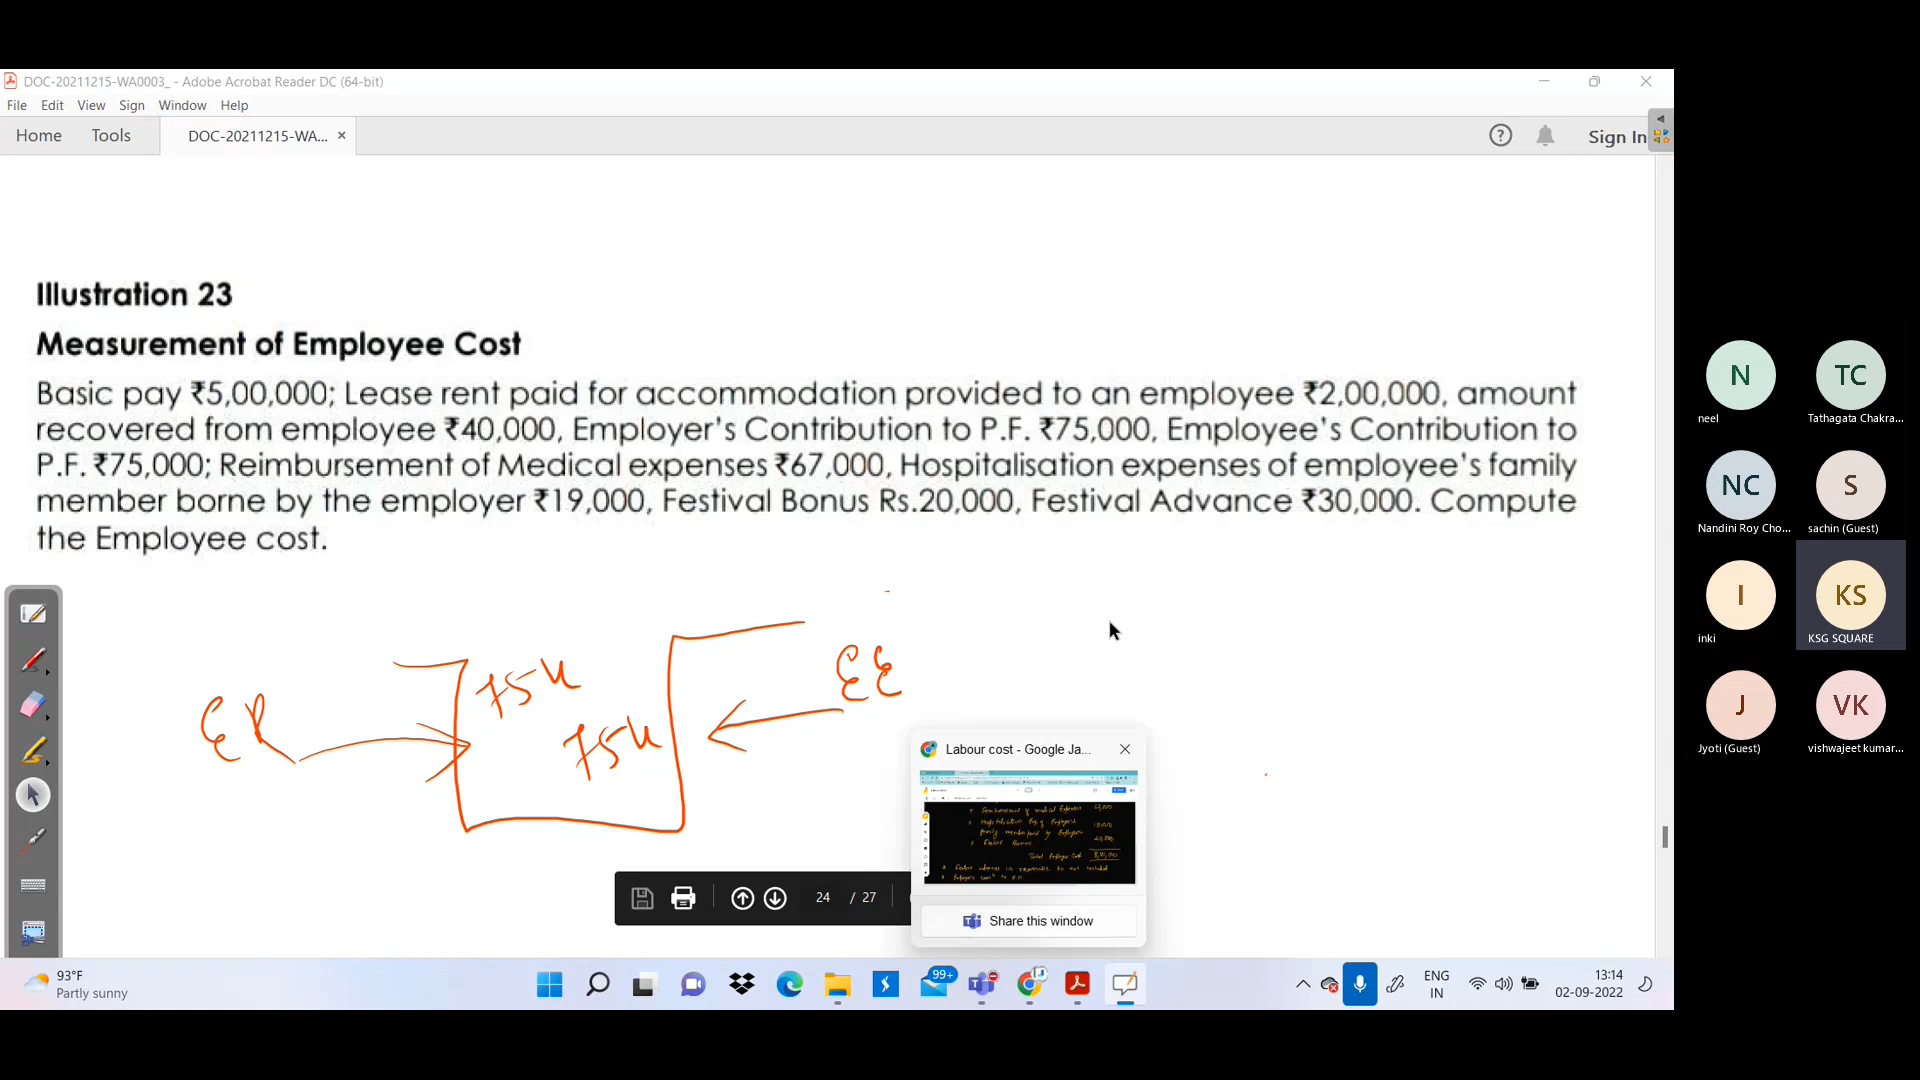 DOC-20211215-WA0003_ - Adobe Acrobat Reader DC (64-bit)
File Edit View Sign Window Help
Home Tools DOC-20211215-WA... × Sign In
Illustration 23
Measurement of Employee Cost
Basic pay ₹5,00,000; Lease rent paid for accommodation provided to an employee ₹2,00,000, amount
recovered from employee ₹40,000, Employer's Contribution to P.F. ₹75,000, Employee's Contribution to
P.F. ₹75,000; Reimbursement of Medical expenses ₹67,000, Hospitalisation expenses of employee's family
member borne by the employer ₹19,000, Festival Bonus Rs.20,000, Festival Advance ₹30,000. Compute
the Employee cost.
ER 75K EE
75K
Labour cost - Google Ja...
Total Employee Cost
Share this window
24 / 27
93°F
Partly sunny
99+
ENG
IN
13:14
02-09-2022
N
neel
TC
Tathagata Chakra...
NC
Nandini Roy Cho...
S
sachin (Guest)
I
inki
KS
KSG SQUARE
J
Jyoti (Guest)
VK
vishwajeet kumar...